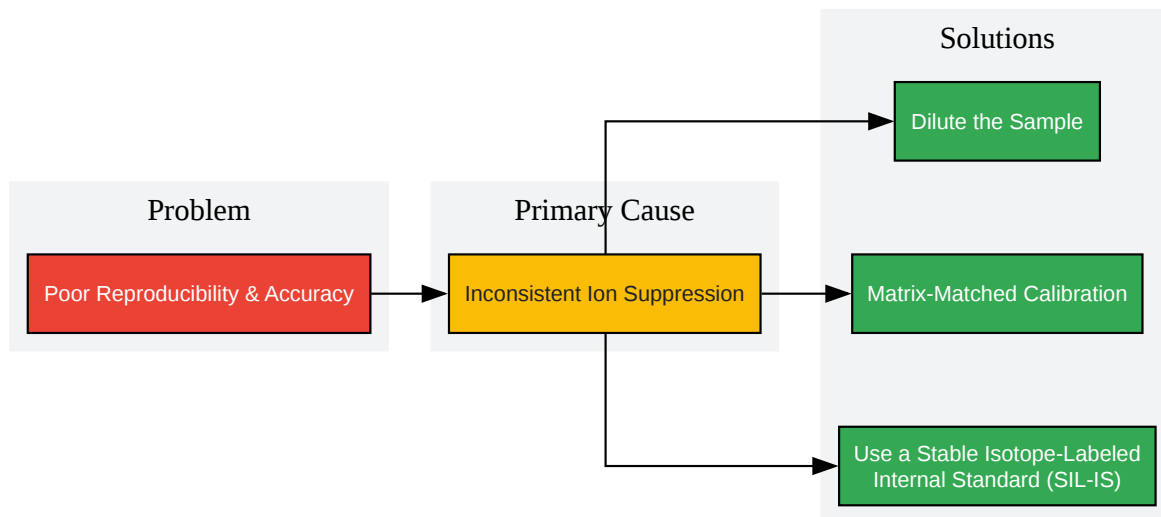 Problem
Poor Reproducibility & Accuracy
Primary Cause
Inconsistent Ion Suppression
Solutions
Dilute the Sample
Matrix-Matched Calibration
Use a Stable Isotope-Labeled
Internal Standard (SIL-IS)